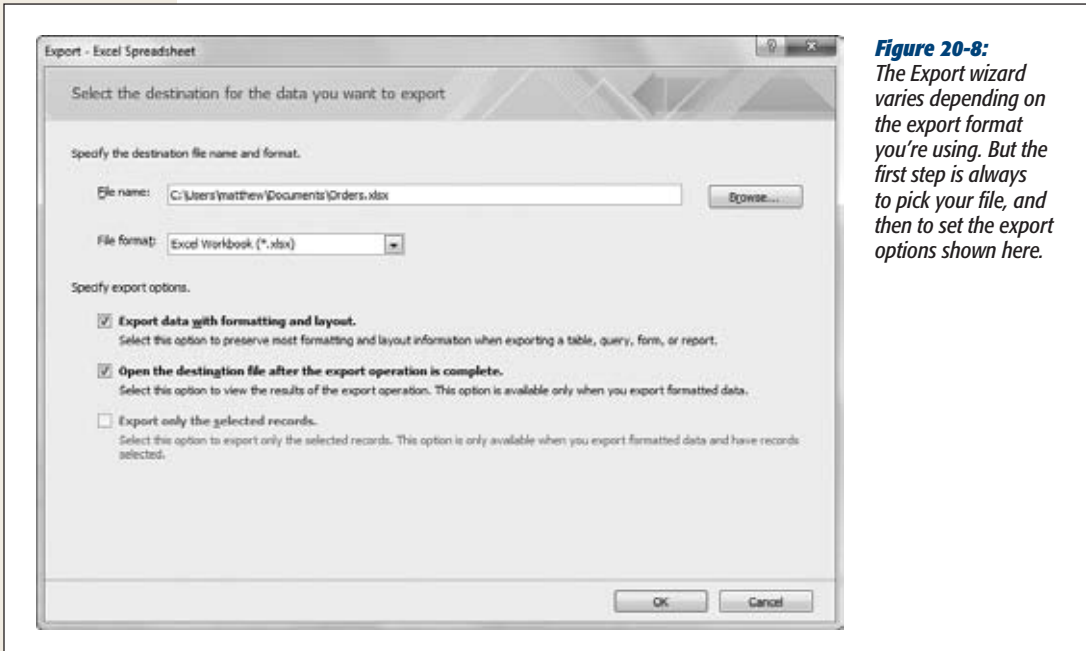 Export - Excel Spreadsheet
Select the destination for the data you want to export
Specify the destination file name and format.
File name:
C:\Users\matthew\Documents\Orders.xlsx
Browse...
File format:
Excel Workbook (*.xlsx)
Specify export options.
Export data with formatting and layout.
Select this option to preserve most formatting and layout information when exporting a table, query, form, or report.
Open the destination file after the export operation is complete.
Select this option to view the results of the export operation. This option is available only when you export formatted data.
Export only the selected records.
Select this option to export only the selected records. This option is only available when you export formatted data and have records
selected.
OK
Cancel
Figure 20-8:
The Export wizard
varies depending on
the export format
you're using. But the
first step is always
to pick your file, and
then to set the export
options shown here.